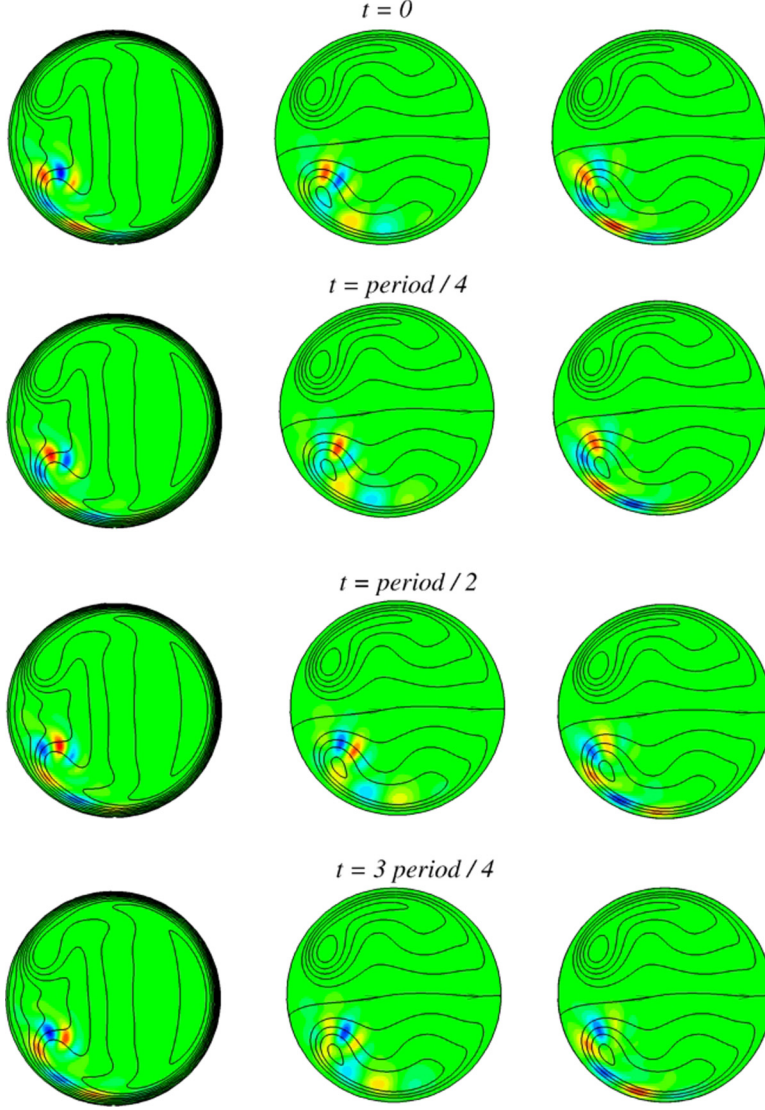 t = 0
t = period / 4
t = period / 2
t = 3 period / 4